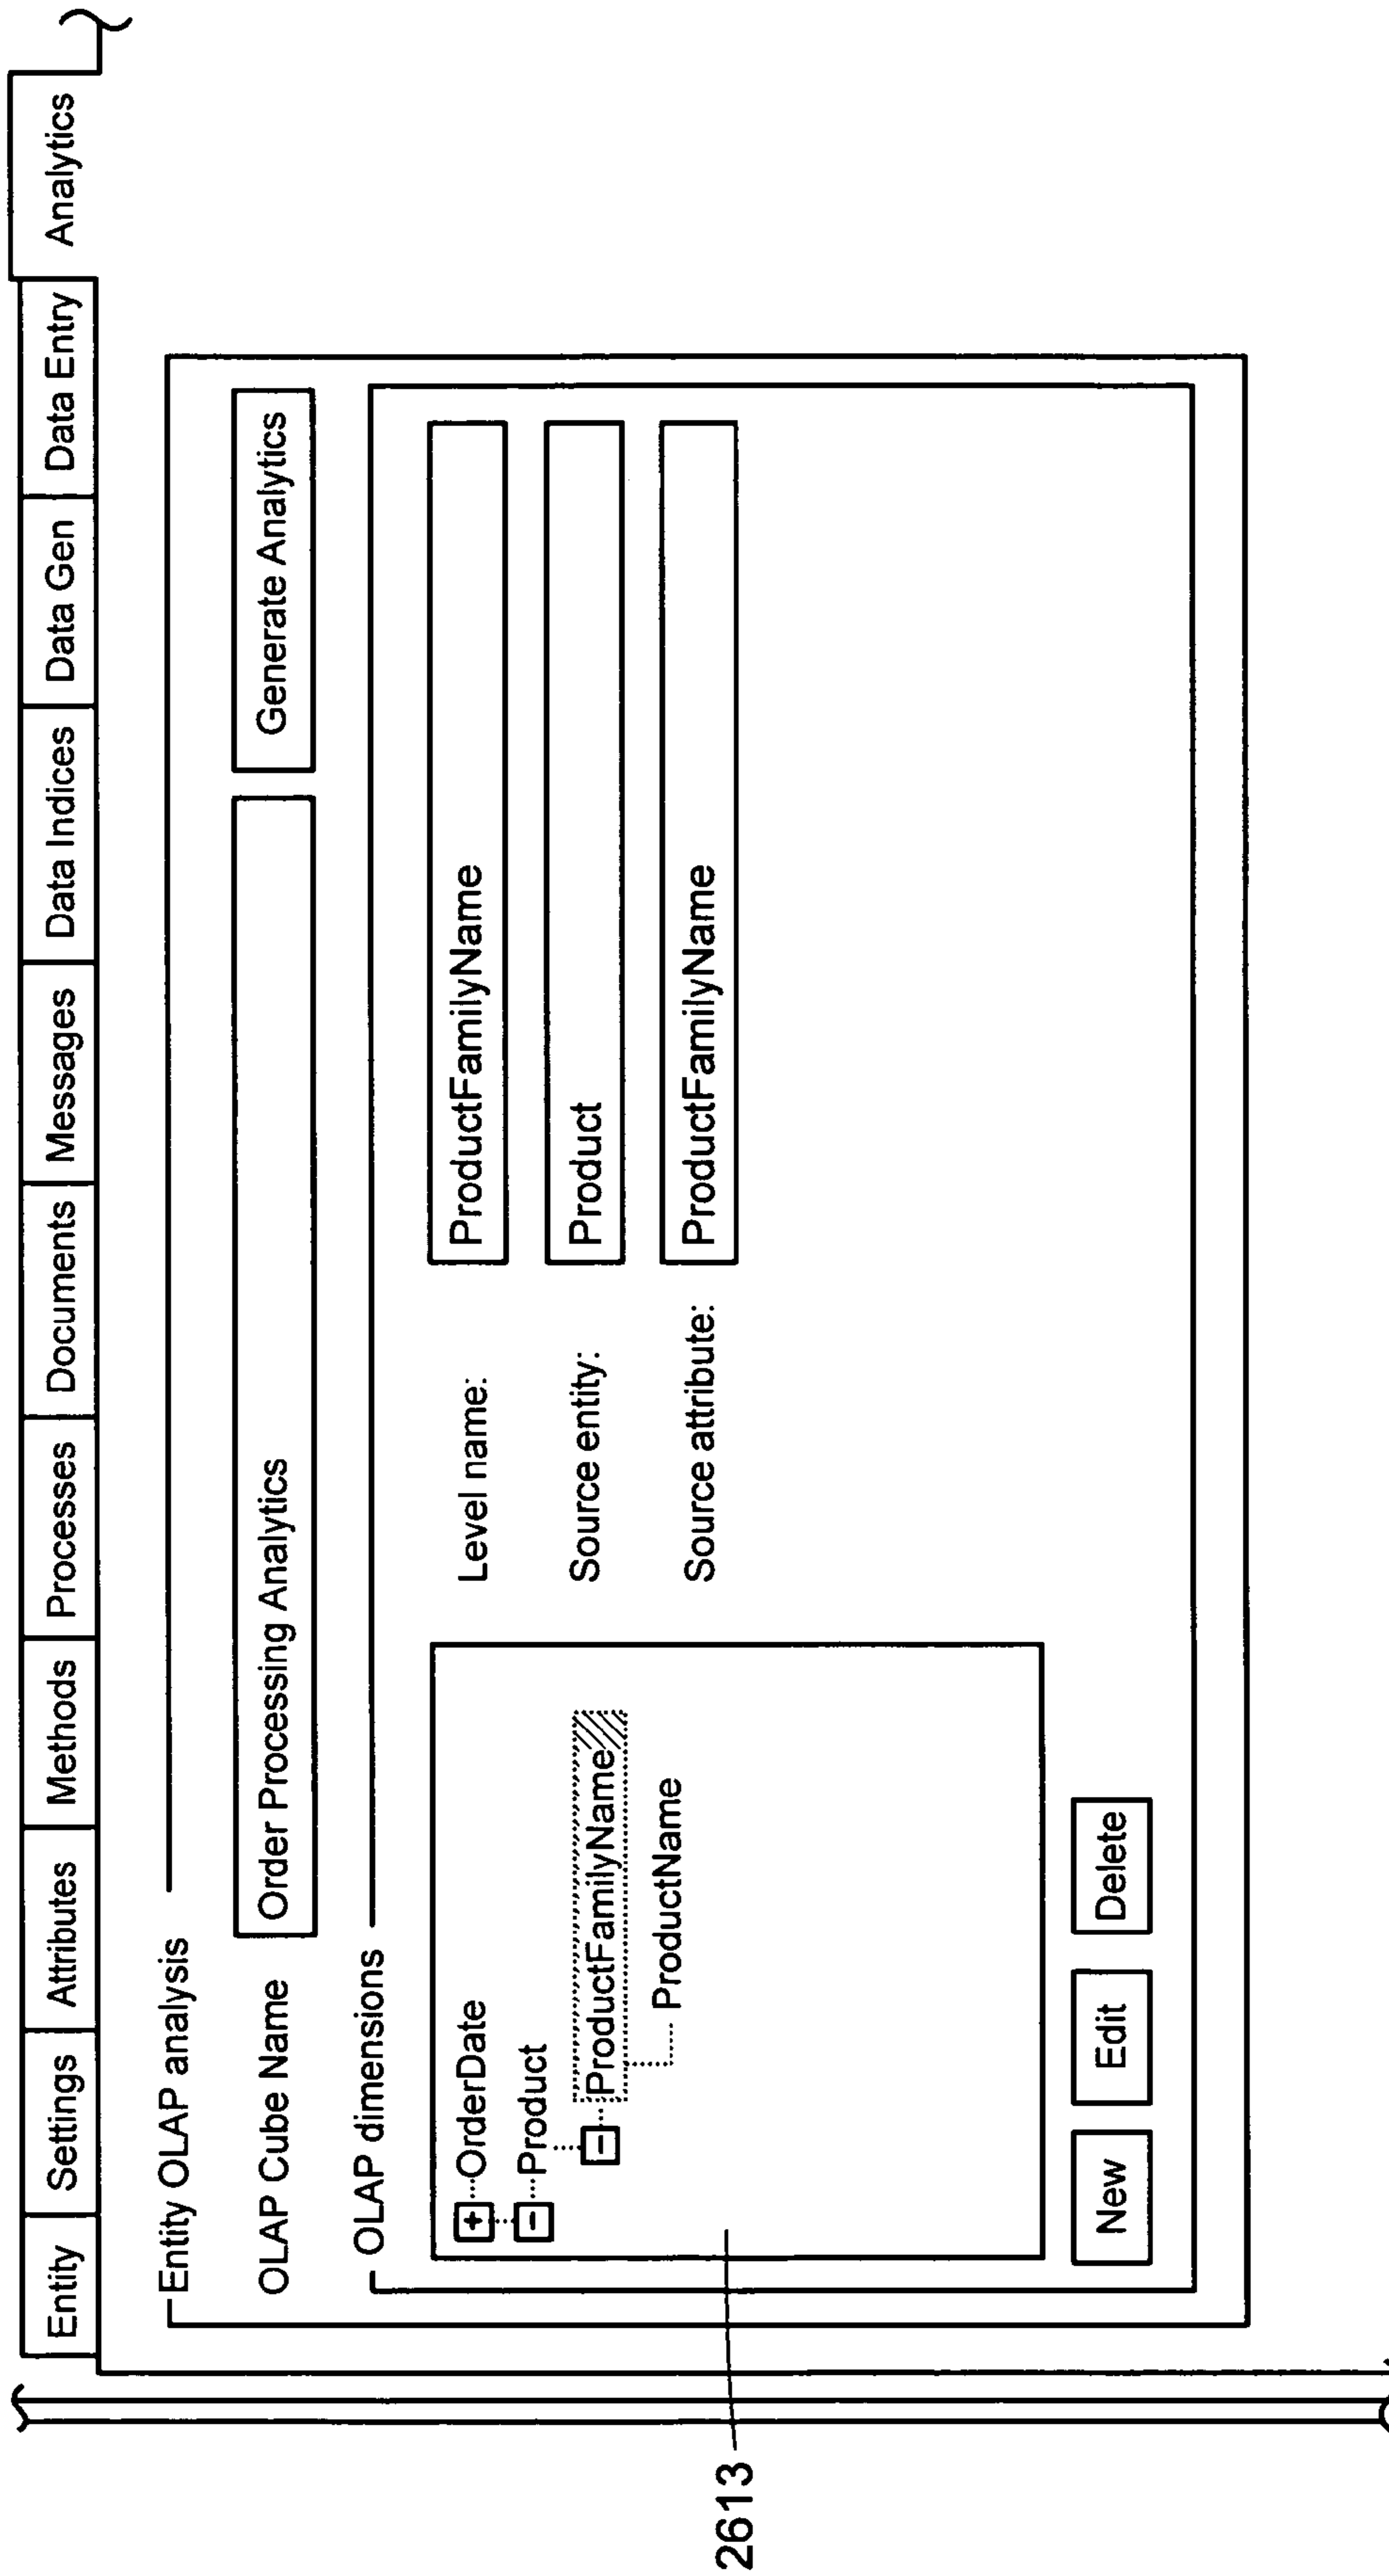 Entity Settings Attributes Methods Processes Documents Messages Data Indices Data Gen Data Entry Analytics
Entity OLAP analysis
OLAP Cube Name Order Processing Analytics Generate Analytics
OLAP dimensions
+ OrderDate Level name: ProductFamilyName
- Product Source entity: Product
- ProductFamilyName Source attribute: ProductFamilyName
ProductName
New Edit Delete
2613